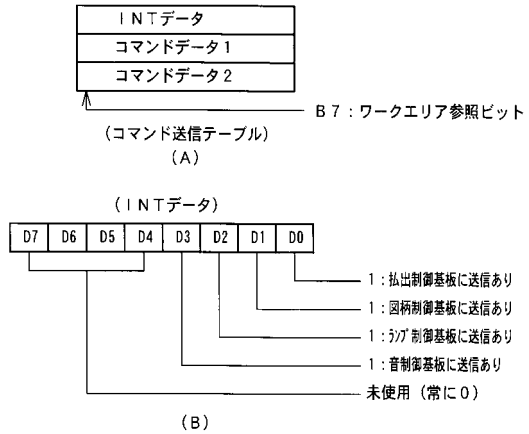 INTデータ
コマンドデータ1
コマンドデータ2
B7:ワークエリア参照ビット
(コマンド送信テーブル)
(A)
(INTデータ)
D7 D6 D5 D4 D3 D2 D1 D0
1:払出制御基板に送信あり
1:図柄制御基板に送信あり
1:ランプ制御基板に送信あり
1:音制御基板に送信あり
未使用(常に0)
(B)